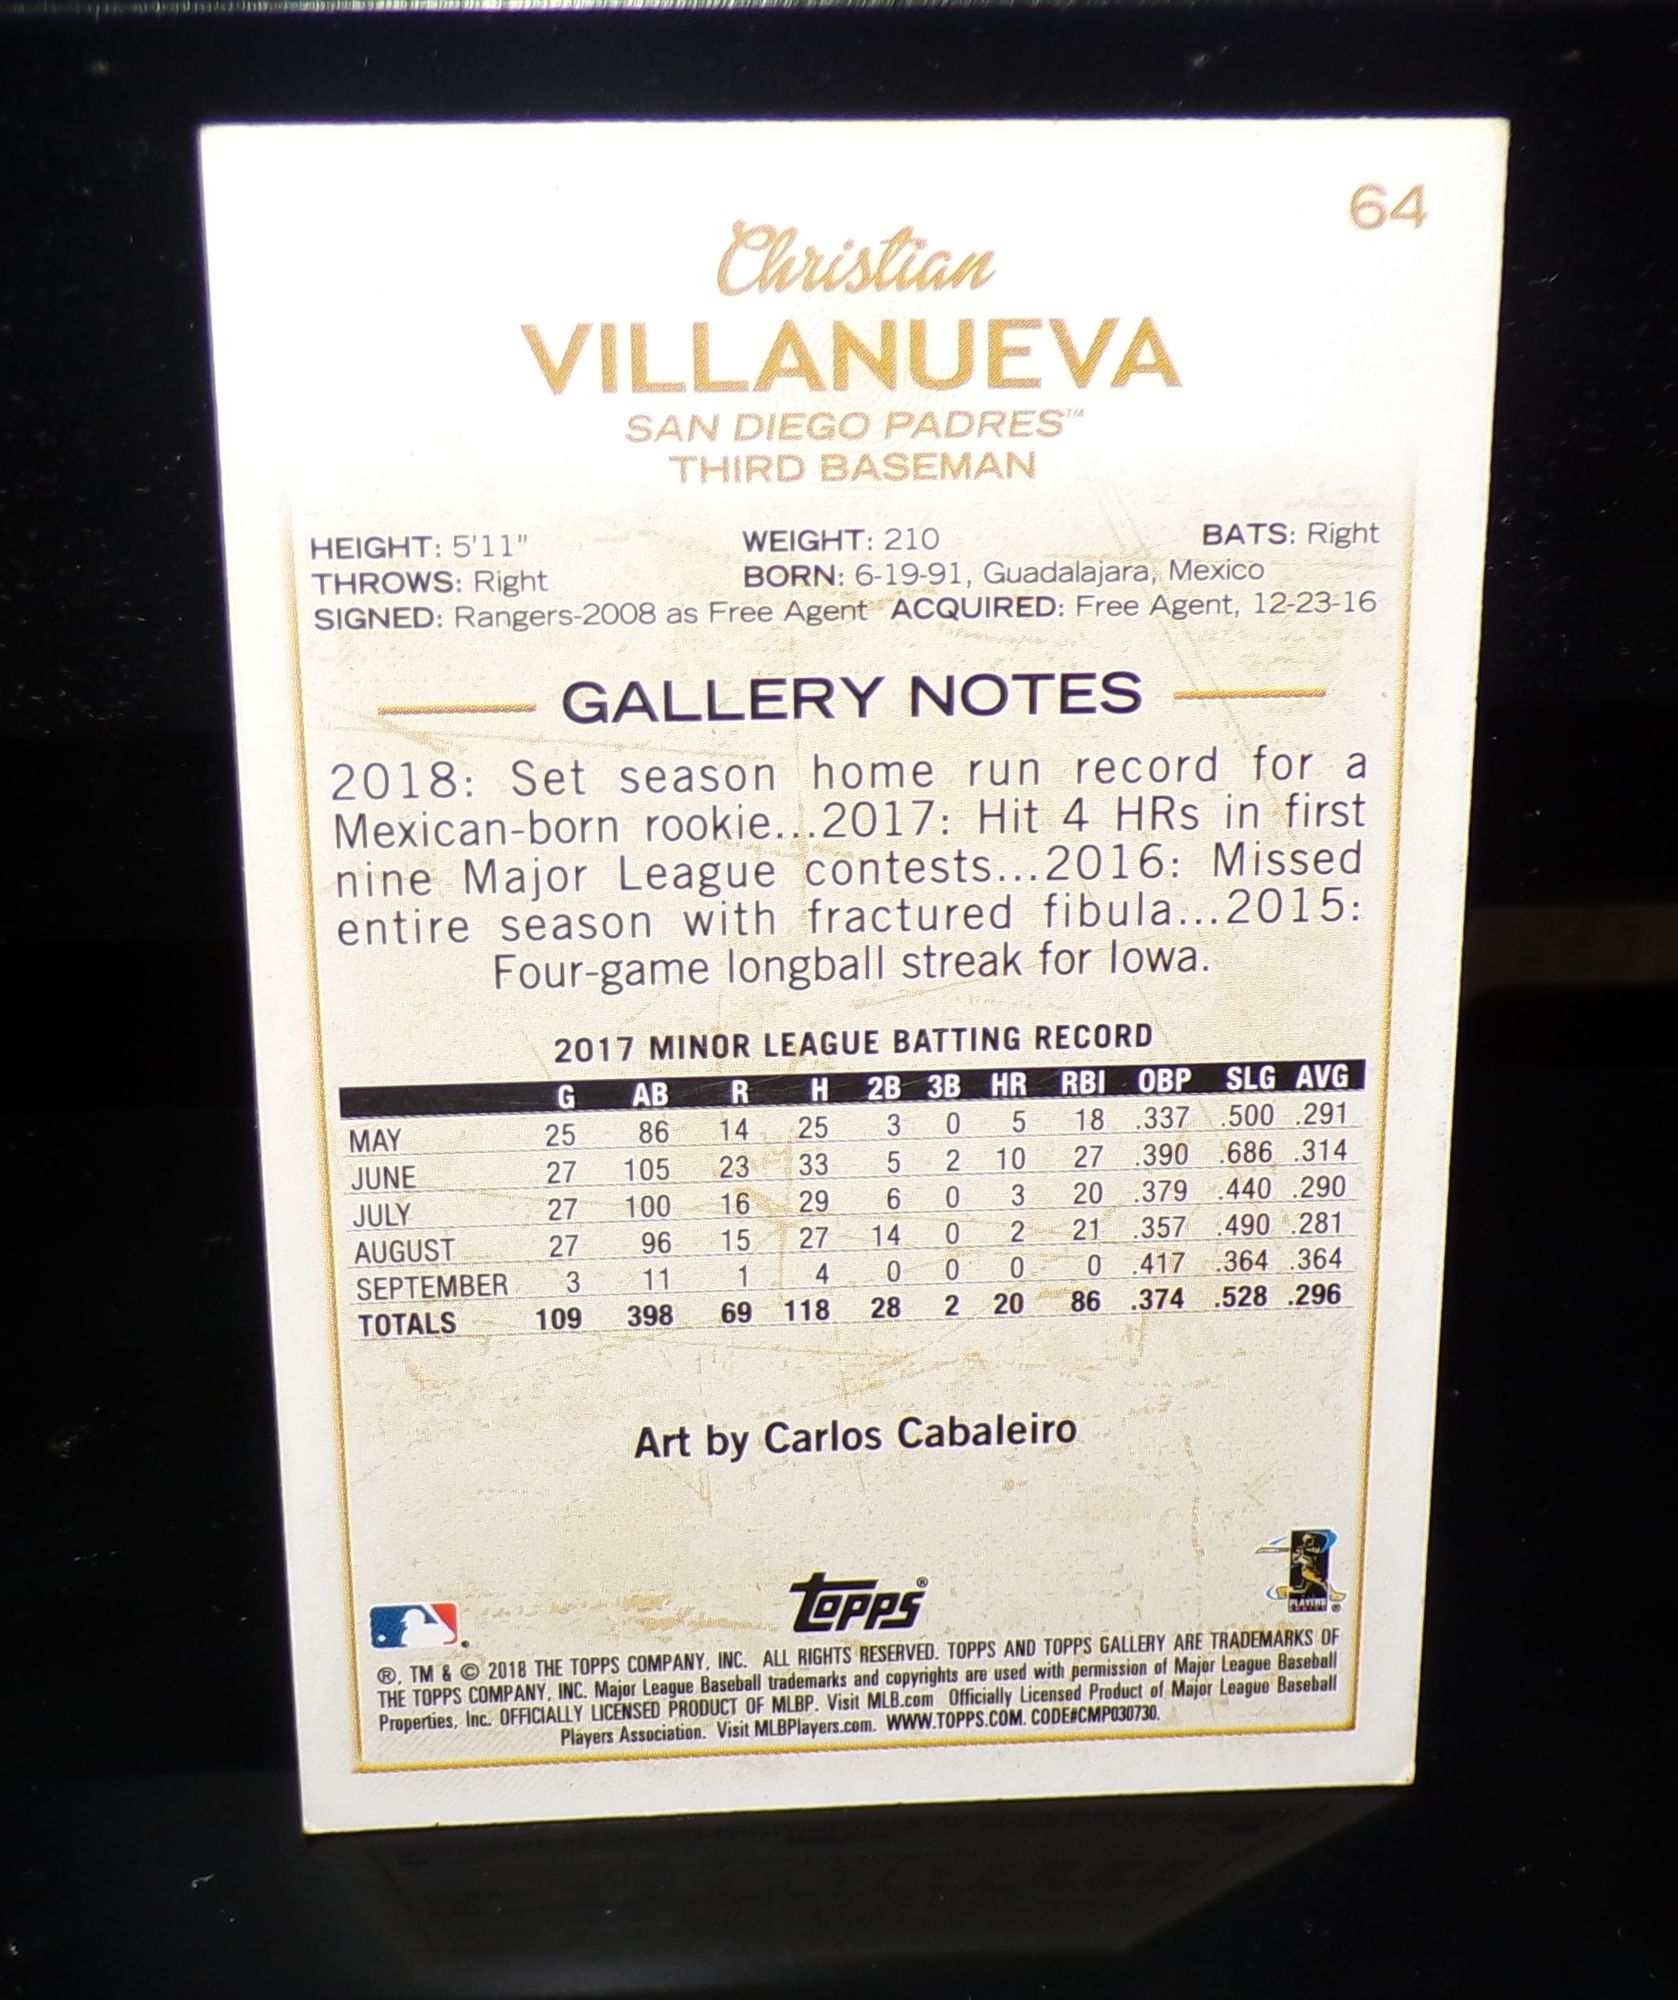 64
Christian
VILLANUEVA
SAN DIEGO PADRES™
THIRD BASEMAN
HEIGHT: 5'11" WEIGHT: 210 BATS: Right
THROWS: Right BORN: 6-19-91, Guadalajara, Mexico
SIGNED: Rangers-2008 as Free Agent ACQUIRED: Free Agent, 12-23-16
GALLERY NOTES
2018: Set season home run record for a
Mexican-born rookie...2017: Hit 4 HRs in first
nine Major League contests...2016: Missed
entire season with fractured fibula...2015:
Four-game longball streak for Iowa.
2017 MINOR LEAGUE BATTING RECORD
G AB R H 2B 3B HR RBI OBP SLG AVG
MAY 25 86 14 25 3 0 5 18 .337 .500 .291
JUNE 27 105 23 33 5 2 10 27 .390 .686 .314
JULY 27 100 16 29 6 0 3 20 .379 .440 .290
AUGUST 27 96 15 27 14 0 2 21 .357 .490 .281
SEPTEMBER 3 11 1 4 0 0 0 0 .417 .364 .364
TOTALS 109 398 69 118 28 2 20 86 .374 .528 .296
Art by Carlos Cabaleiro
topps®
PLAYERS ®
®, TM & © 2018 THE TOPPS COMPANY, INC. ALL RIGHTS RESERVED. TOPPS AND TOPPS GALLERY ARE TRADEMARKS OF
THE TOPPS COMPANY, INC. Major League Baseball trademarks and copyrights are used with permission of Major League Baseball
Properties, Inc. OFFICIALLY LICENSED PRODUCT OF MLBP. Visit MLB.com Officially Licensed Product of Major League Baseball
Players Association. Visit MLBPlayers.com. WWW.TOPPS.COM. CODE#CMP030730.